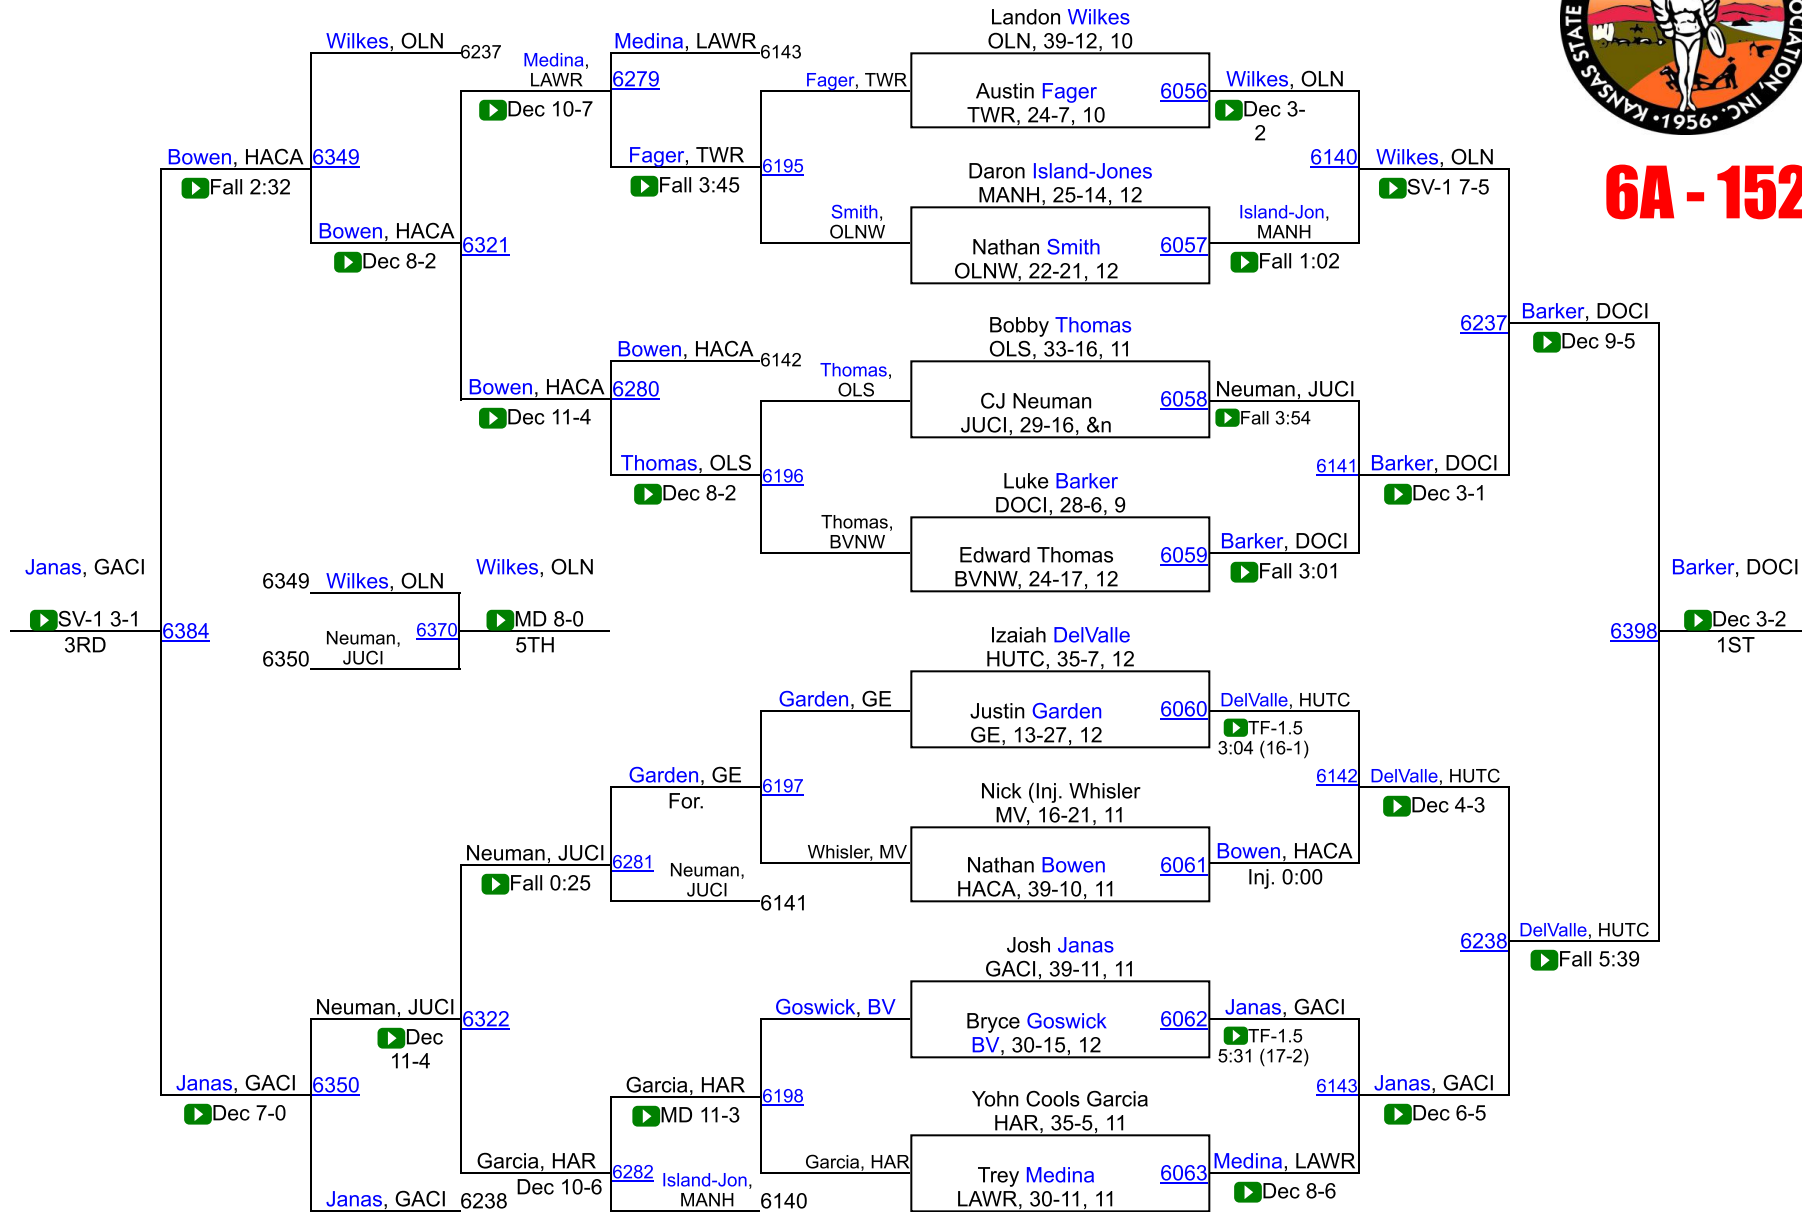 Landon Wilkes
OLN, 39-12, 10
Austin Fager
TWR, 24-7, 10
6056
Daron Island-Jones
MANH, 25-14, 12
Nathan Smith
OLNW, 22-21, 12
6057
Bobby Thomas
OLS, 33-16, 11
CJ Neuman
JUCI, 29-16, &n
6058
Luke Barker
DOCI, 28-6, 9
Edward Thomas
BVNW, 24-17, 12
6059
Izaiah DelValle
HUTC, 35-7, 12
Justin Garden
GE, 13-27, 12
6060
Nick (Inj. Whisler
MV, 16-21, 11
Nathan Bowen
HACA, 39-10, 11
6061
Josh Janas
GACI, 39-11, 11
Bryce Goswick
BV, 30-15, 12
6062
Yohn Cools Garcia
HAR, 35-5, 11
Trey Medina
LAWR, 30-11, 11
6063
Wilkes, OLN
Dec 3-
2
6140
Island-Jon,
MANH
Fall 1:02
Neuman, JUCI
Fall 3:54
6141
Barker, DOCI
Fall 3:01
DelValle, HUTC
TF-1.5
3:04 (16-1)
6142
Bowen, HACA
Inj. 0:00
Janas, GACI
TF-1.5
5:31 (17-2)
6143
Medina, LAWR
Dec 8-6
Wilkes, OLN
SV-1 7-5
6237
Barker, DOCI
Dec 3-1
DelValle, HUTC
Dec 4-3
6238
Janas, GACI
Dec 6-5
Barker, DOCI
Dec 9-5
6398
DelValle, HUTC
Fall 5:39
Barker, DOCI
Dec 3-2
1ST
KANSAS STATE
OCIATION, INC.
•1956•
6A - 152
Fager, TWR
6195
Smith,
OLNW
Thomas,
OLS
6196
Thomas,
BVNW
Garden, GE
6197
Whisler, MV
Goswick, BV
6198
Garcia, HAR
Medina, LAWR
6143
6279
Fager, TWR
Fall 3:45
Bowen, HACA
6142
6280
Thomas, OLS
Dec 8-2
Garden, GE
For.
6281
Neuman,
JUCI
6141
Garcia, HAR
MD 11-3
6282
Island-Jon,
MANH
6140
Medina,
LAWR
Dec 10-7
6321
Bowen, HACA
Dec 11-4
Neuman, JUCI
Fall 0:25
6322
Garcia, HAR
Dec 10-6
Wilkes, OLN
6237
6349
Bowen, HACA
Dec 8-2
Neuman, JUCI
Dec
11-4
6350
Janas, GACI
6238
Bowen, HACA
Fall 2:32
6384
Janas, GACI
Dec 7-0
Janas, GACI
SV-1 3-1
3RD
6349
Wilkes, OLN
6370
6350
Neuman,
JUCI
Wilkes, OLN
MD 8-0
5TH